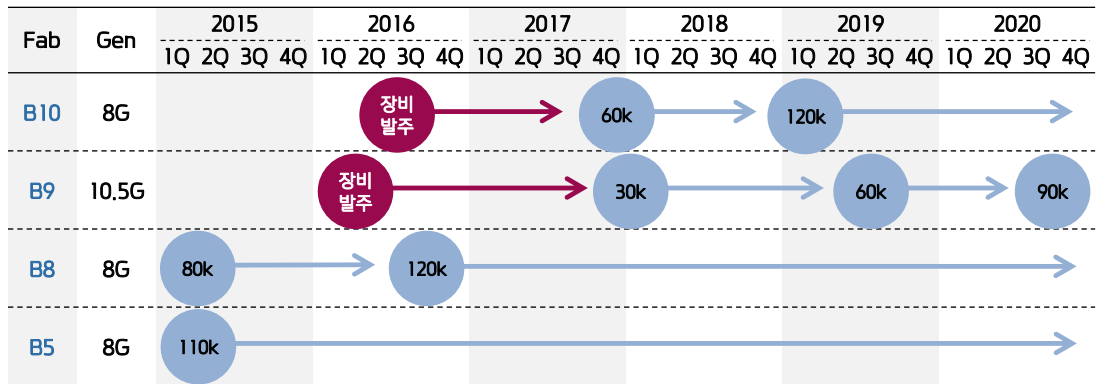 Fab Gen 2015 2016 2017 2018 2019 2020
1Q 2Q 3Q 4Q 1Q 2Q 3Q 4Q 1Q 2Q 3Q 4Q 1Q 2Q 3Q 4Q 1Q 2Q 3Q 4Q 1Q 2Q 3Q 4Q
B10 8G 장비 발주 60k 120k
B9 10.5G 장비 발주 30k 60k 90k
B8 8G 80k 120k
B5 8G 110k